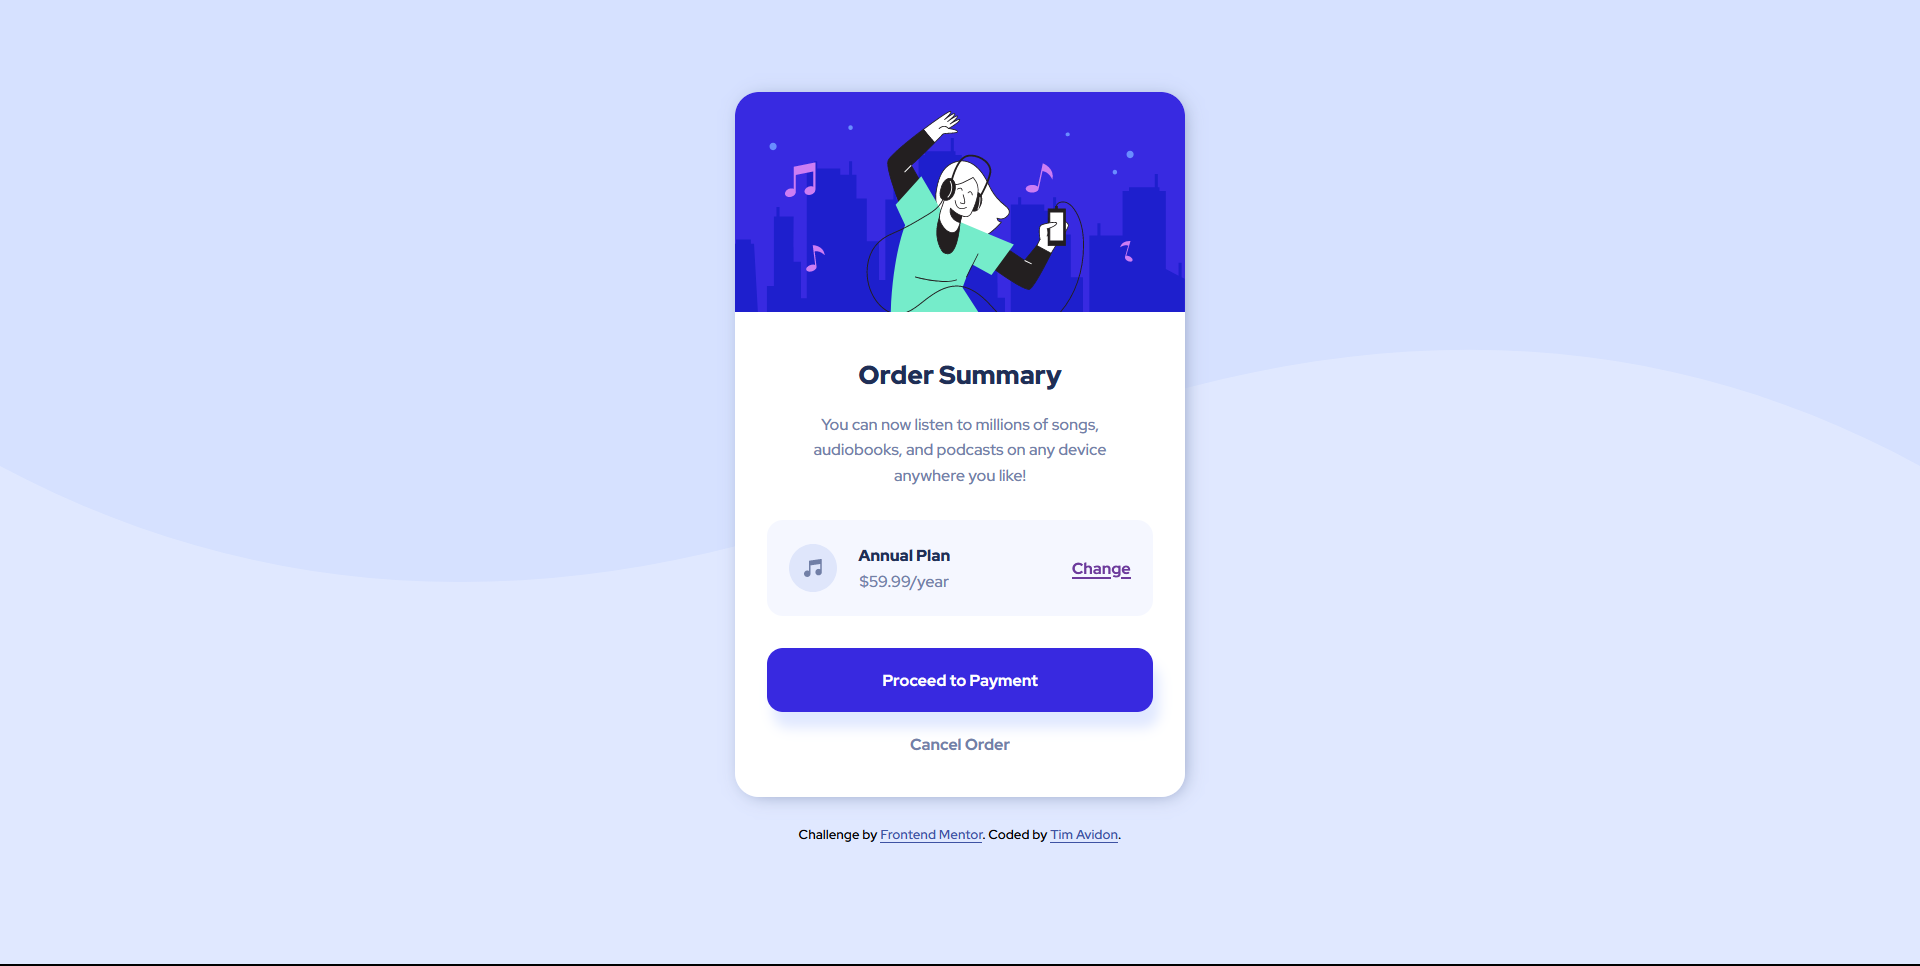 Order Summary
You can now listen to millions of songs,
audiobooks, and podcasts on any device
anywhere you like!
Annual Plan
$59.99/year
Change
Proceed to Payment
Cancel Order
Challenge by Frontend Mentor. Coded by Tim Avidon.